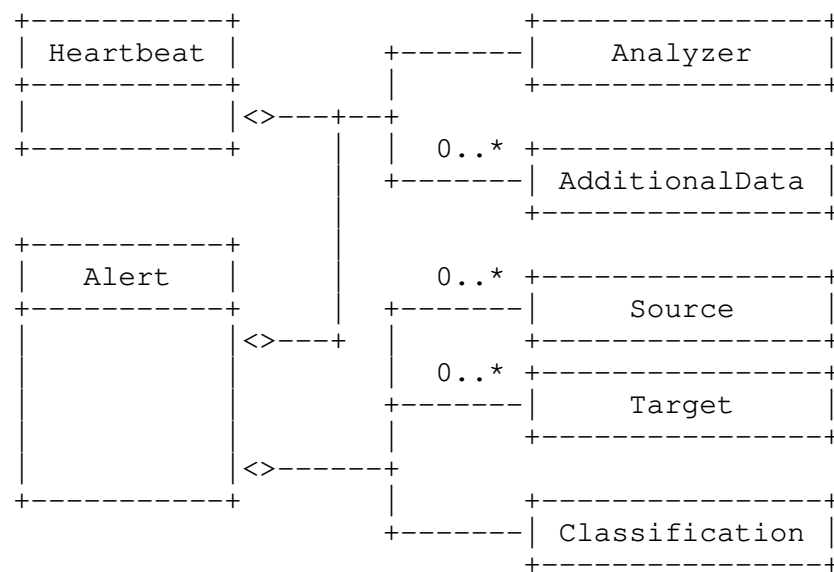 Heartbeat
Analyzer
0..*
AdditionalData
Alert
0..*
Source
0..*
Target
Classification